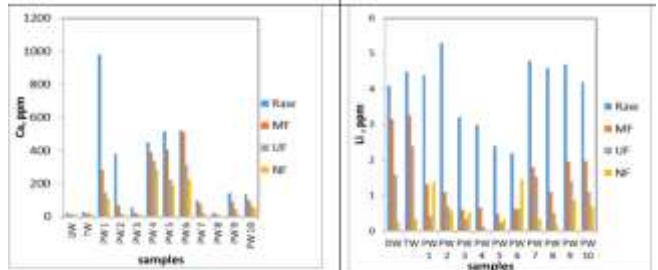 1200
1000
800
600
400
200
0
Ca, ppm
DW
TW
PW 1
PW 2
PW 3
PW 4
PW 5
PW 6
PW 7
PW 8
PW 9
PW 10
samples
Raw
MF
UF
NF
6
5
4
3
2
1
0
Li, ppm
DW TW PW PW PW PW PW PW PW PW PW PW
1 2 3 4 5 6 7 8 9 10
samples
Raw
MF
UF
NF